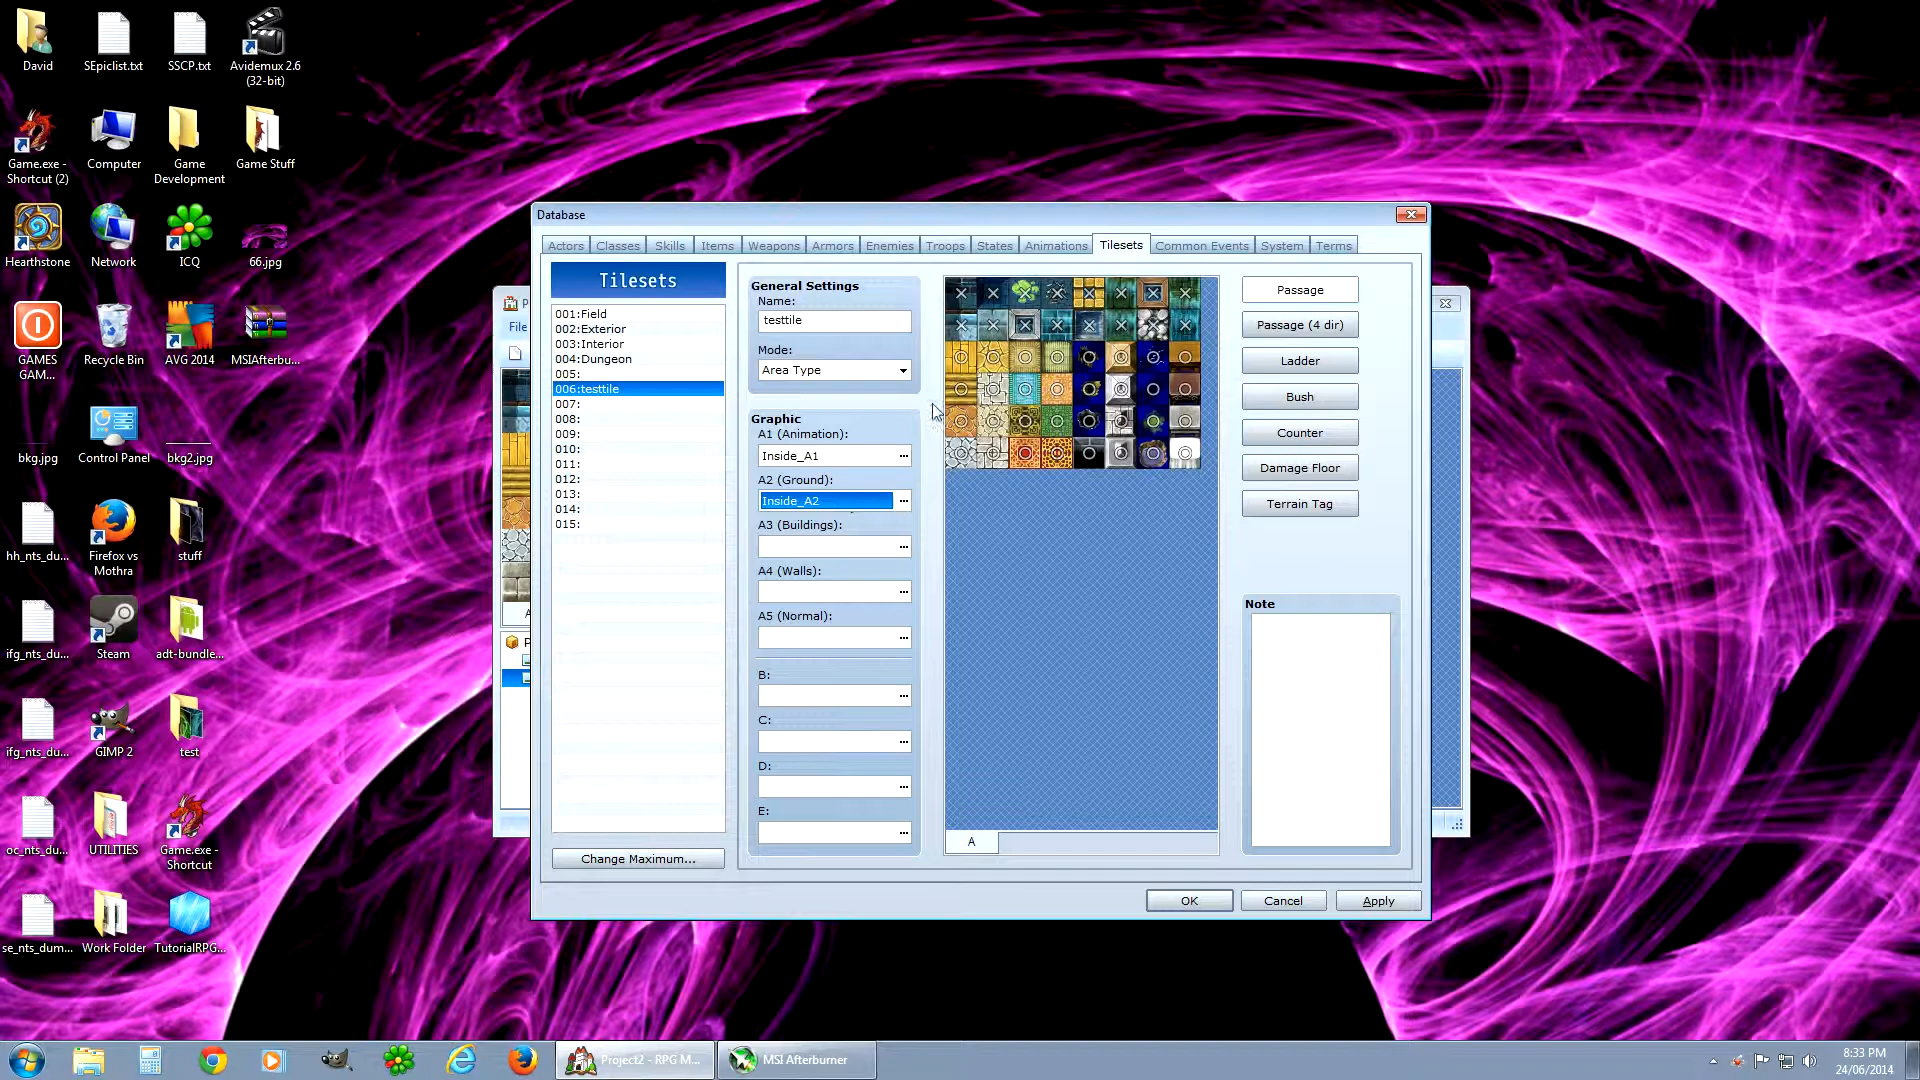 David
SEpiclist.txt
SSCP.txt
Avidemux 2.6
(32-bit)
Game.exe -
Shortcut (2)
Computer
Game
Development
Game Stuff
Hearthstone
Network
ICQ
66.jpg
GAMES
GAM...
Recycle Bin
AVG 2014
MSIAfterbu...
bkg.jpg
Control Panel
bkg2.jpg
hh_nts_du...
Firefox vs
Mothra
stuff
ifg_nts_du...
Steam
adt-bundle...
ifg_nts_du...
GIMP 2
test
oc_nts_du...
UTILITIES
Game.exe -
Shortcut
se_nts_dum...
Work Folder
TutorialRPG...
File
Database
Actors
Classes
Skills
Items
Weapons
Armors
Enemies
Troops
States
Animations
Tilesets
Common Events
System
Terms
Tilesets
001:Field
002:Exterior
003:Interior
004:Dungeon
005:
006:testtile
007:
008:
009:
010:
011:
012:
013:
014:
015:
Change Maximum...
General Settings
Name:
testtile
Mode:
Area Type
Graphic
A1 (Animation):
Inside_A1
A2 (Ground):
Inside_A2
A3 (Buildings):
A4 (Walls):
A5 (Normal):
B:
C:
D:
E:
A
Passage
Passage (4 dir)
Ladder
Bush
Counter
Damage Floor
Terrain Tag
Note
OK
Cancel
Apply
Project2 - RPG M...
MSI Afterburner
8:33 PM
24/06/2014